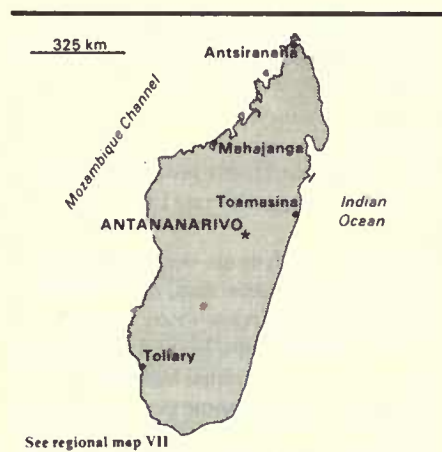 325 km
Antsiranana
Mozambique Channel
Mahajanga
Toamasina
Indian
Ocean
ANTANANARIVO
Toliary
See regional map VII